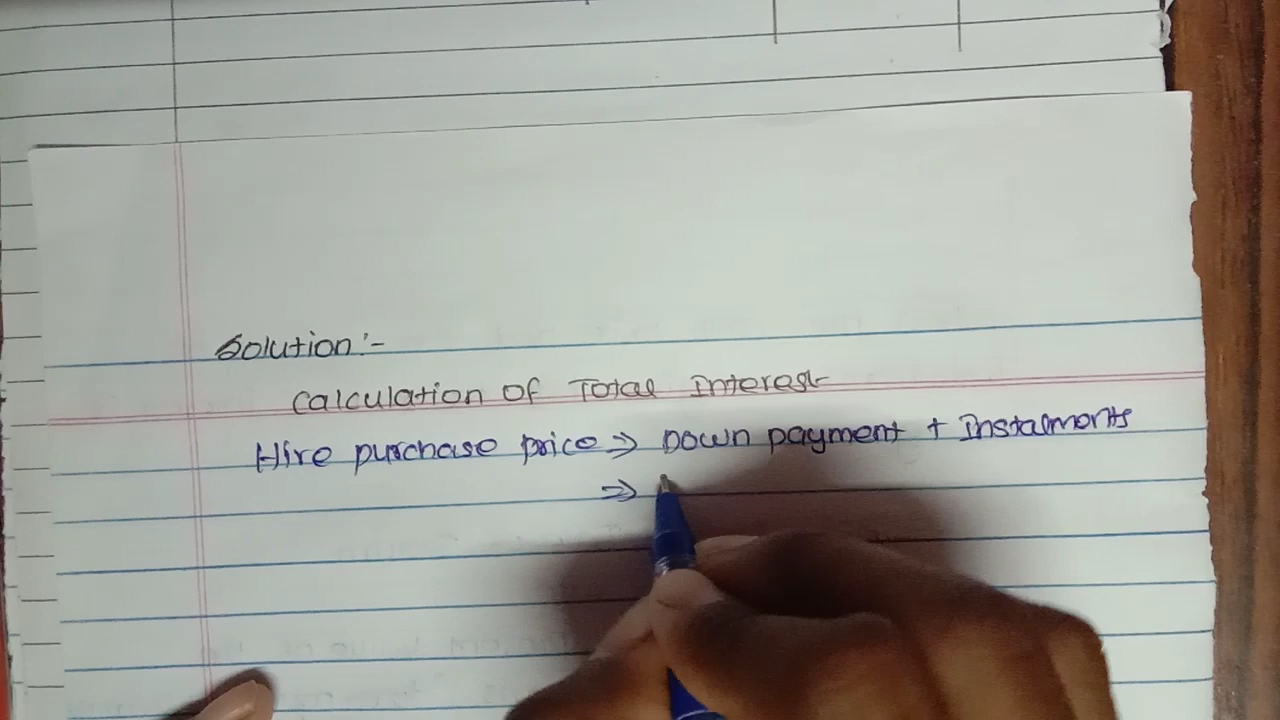 Solution:-
Calculation of Total Interest
Hire purchase price => Down payment + Instalments
=>